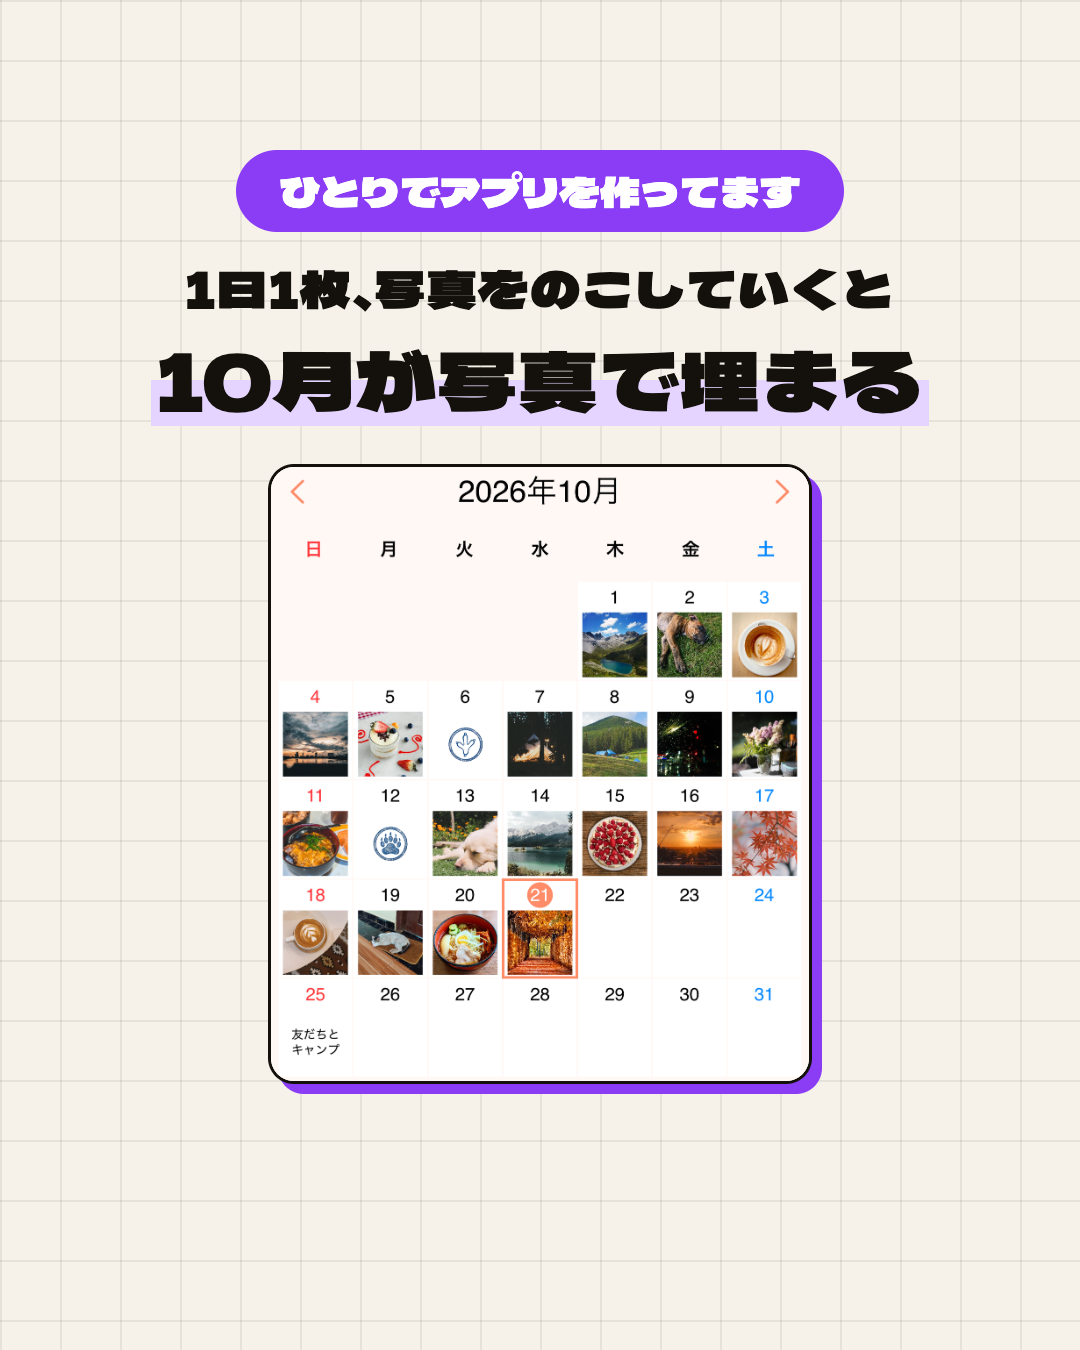 ひとりでアプリを作ってます
1日1枚、写真をのこしていくと
10月が写真で埋まる
2026年10月
日 月 火 水 木 金 土
1 2 3
4 5 6 7 8 9 10
11 12 13 14 15 16 17
18 19 20 21 22 23 24
25 26 27 28 29 30 31
友だちと
キャンプ